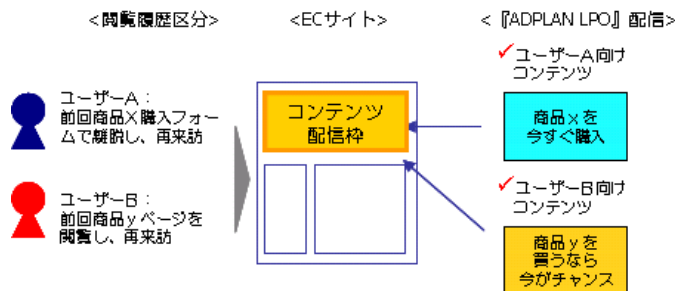 <閲覧履歴区分>
<ECサイト>
<『ADPLAN LPO』配信>
ユーザーA：
前回商品X購入フォー
ムで離脱し、再来訪
ユーザーB：
前回商品yページを
閲覧し、再来訪
コンテンツ
配信枠
ユーザーA向け
コンテンツ
商品xを
今すぐ購入
ユーザーB向け
コンテンツ
商品yを
買うなら
今がチャンス